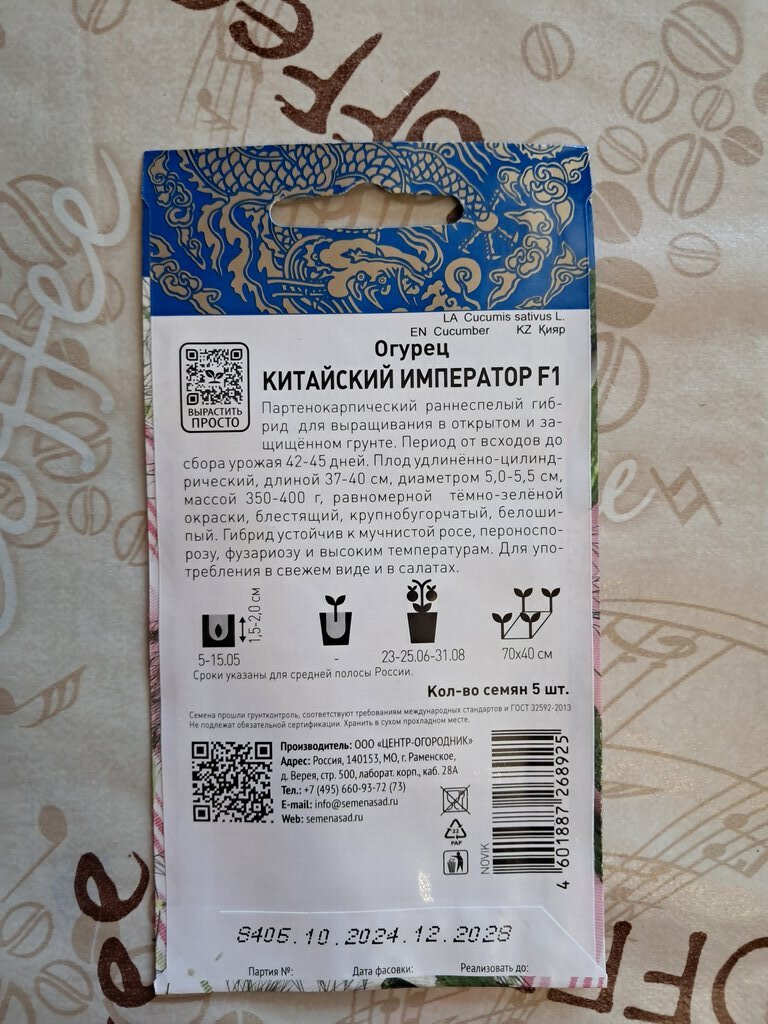 LA Cucumis sativus L.
EN Cucumber KZ Қияр
Огурец
КИТАЙСКИЙ ИМПЕРАТОР F1
ВЫРАСТИТЬ
ПРОСТО
Партенокарпический раннеспелый гиб-
рид для выращивания в открытом и за-
щищённом грунте. Период от всходов до
сбора урожая 42-45 дней. Плод удлинённо-цилинд-
рический, длиной 37-40 см, диаметром 5,0-5,5 см,
массой 350-400 г, равномерной тёмно-зелёной
окраски, блестящий, крупнобугорчатый, белоши-
пый. Гибрид устойчив к мучнистой росе, пероноспо-
розу, фузариозу и высоким температурам. Для упо-
требления в свежем виде и в салатах.
1,5-2,0 см
5-15.05 - 23-25.06-31.08 70х40 см
Сроки указаны для средней полосы России.
Кол-во семян 5 шт.
Семена прошли грунтконтроль, соответствуют требованиям международных стандартов и ГОСТ 32592-2013
Не подлежат обязательной сертификации. Хранить в сухом прохладном месте.
Производитель: ООО «ЦЕНТР-ОГОРОДНИК»
Адрес: Россия, 140153, МО, г. Раменское,
д. Верея, стр. 500, лаборат. корп., каб. 28А
Тел.: +7 (495) 660-93-72 (73)
E-mail: info@semenasad.ru
Web: semenasad.ru
22
PAP
NOVIK
4 601887 268925
8406.10.2024.12.2028
Партия №: Дата фасовки: Реализовать до: